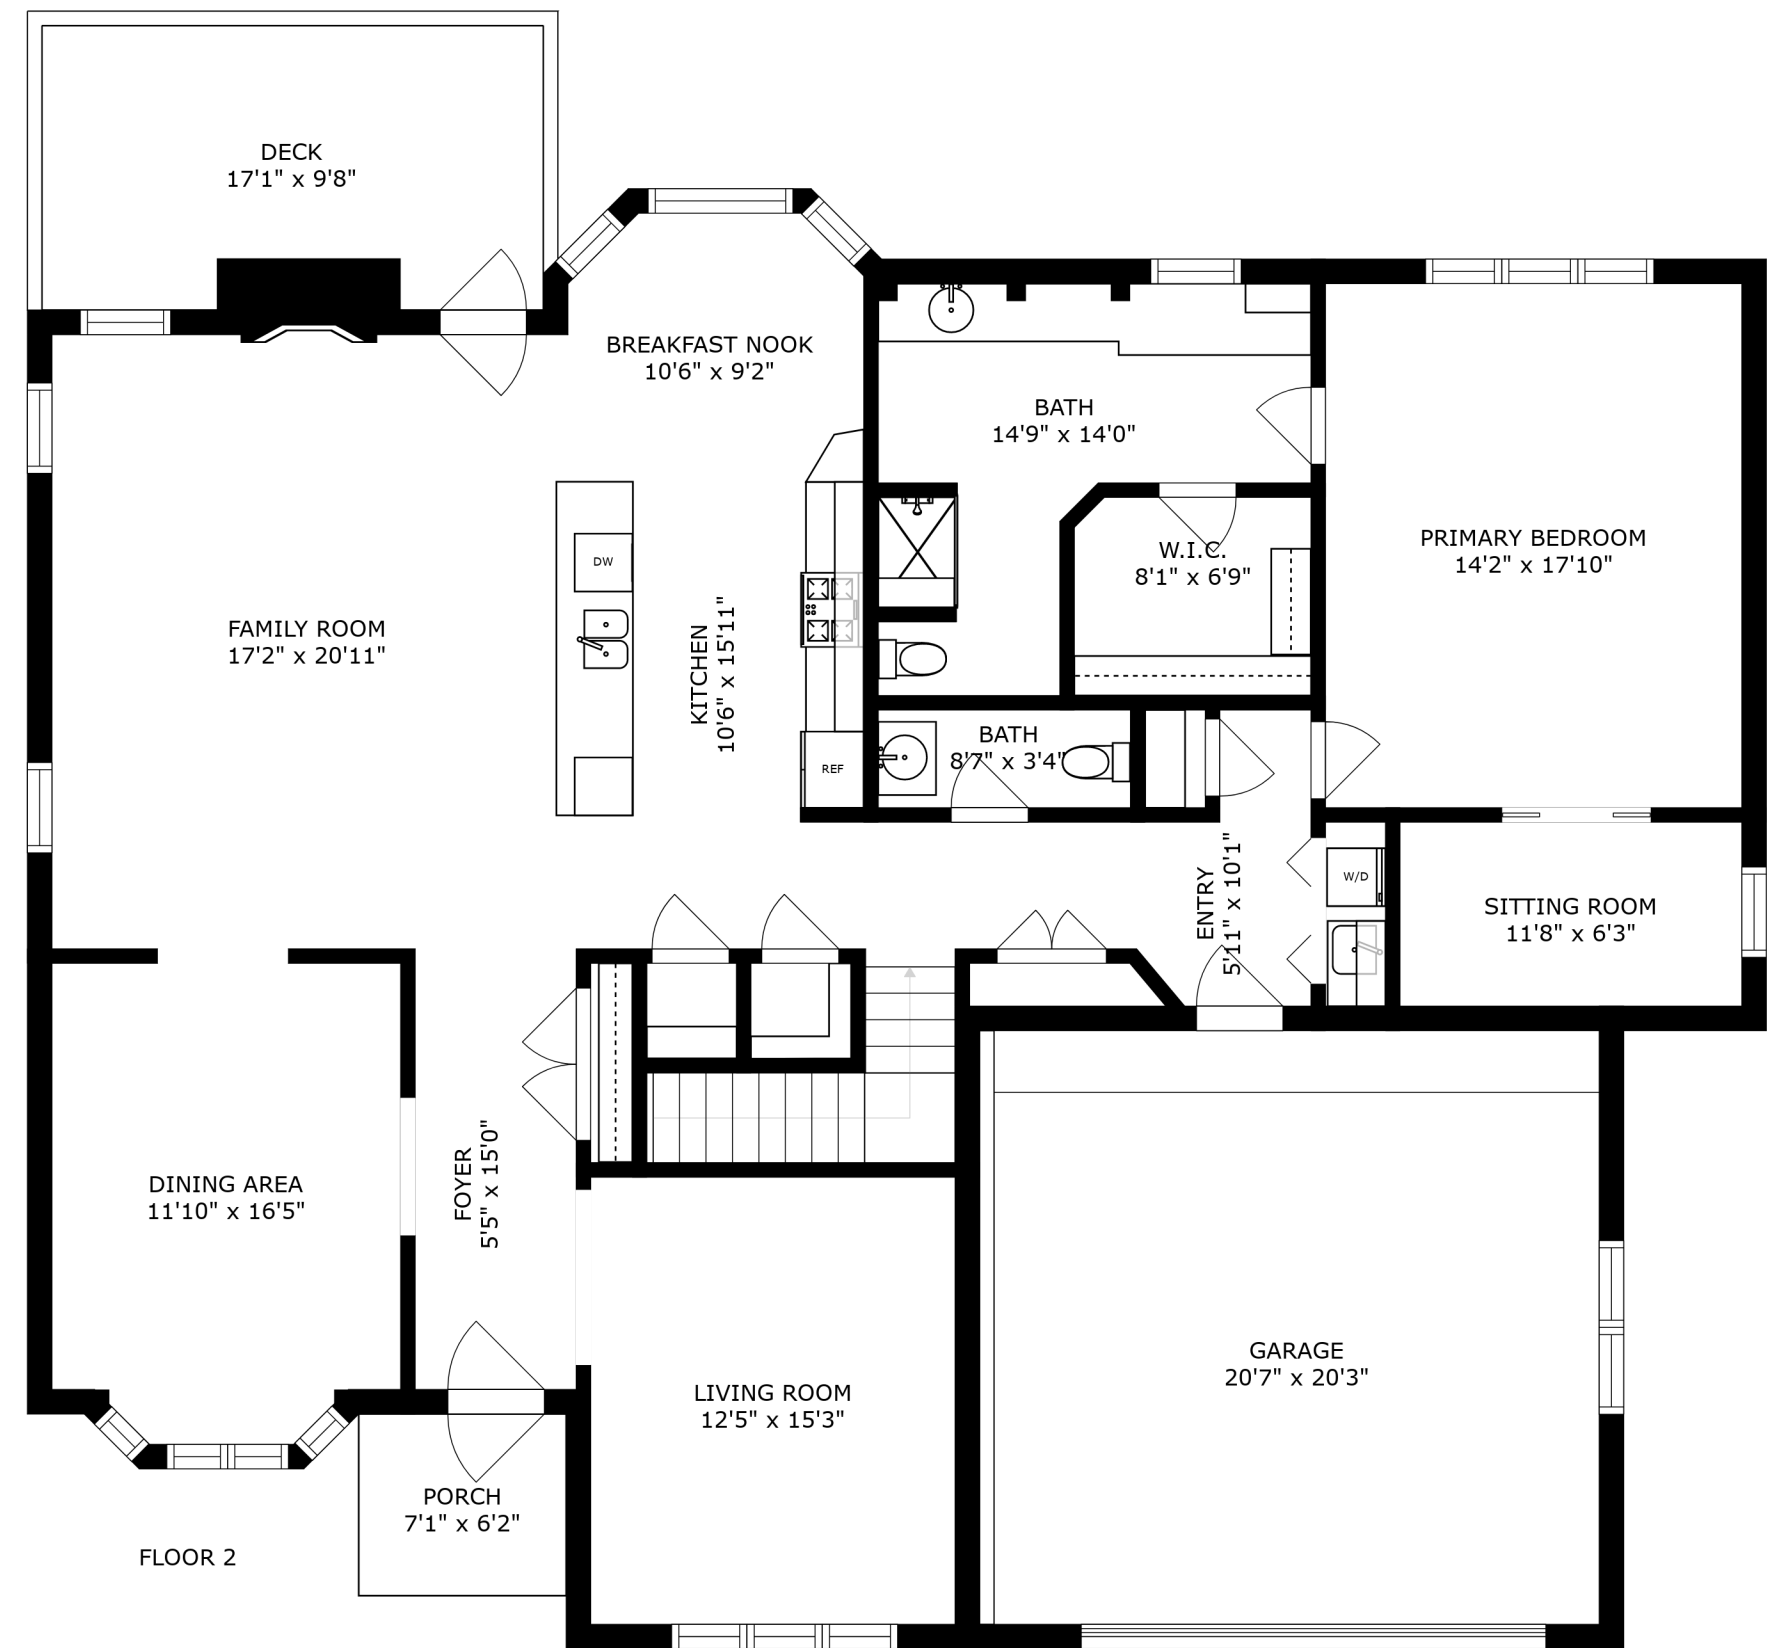 DECK
17'1" x 9'8"
BREAKFAST NOOK
10'6" x 9'2"
BATH
14'9" x 14'0"
PRIMARY BEDROOM
14'2" x 17'10"
W.I.C.
8'1" x 6'9"
DW
FAMILY ROOM
17'2" x 20'11"
KITCHEN
10'6" x 15'11"
BATH
8'7" x 3'4"
REF
ENTRY
5'11" x 10'1"
W/D
SITTING ROOM
11'8" x 6'3"
DINING AREA
11'10" x 16'5"
FOYER
5'5" x 15'0"
GARAGE
20'7" x 20'3"
LIVING ROOM
12'5" x 15'3"
PORCH
7'1" x 6'2"
FLOOR 2